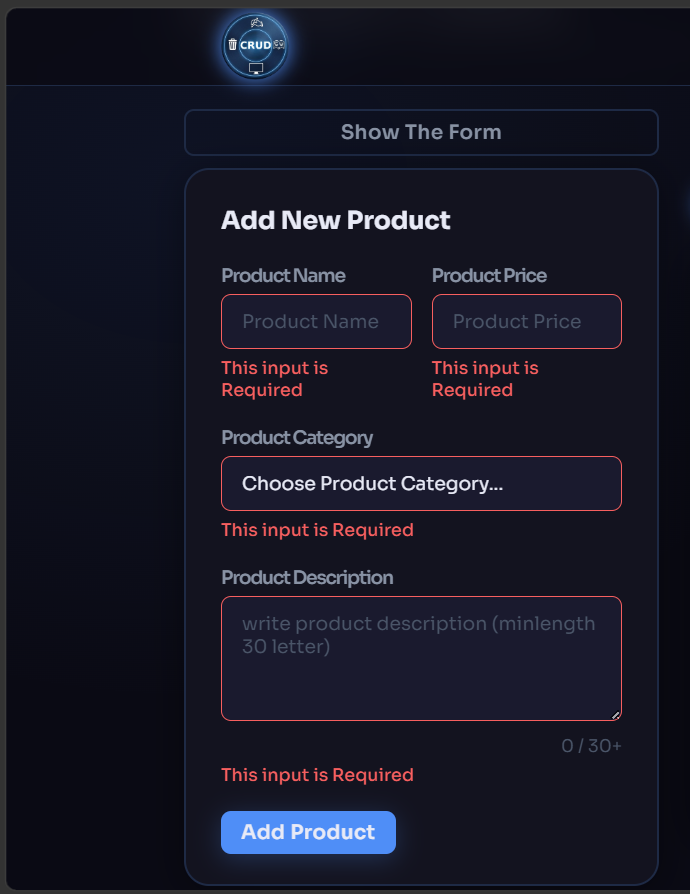 CRUD
Show The Form
Add New Product
Product Name
Product Price
Product Name
Product Price
This input is
Required
This input is
Required
Product Category
Choose Product Category...
This input is Required
Product Description
write product description (minlength
30 letter)
0 / 30+
This input is Required
Add Product